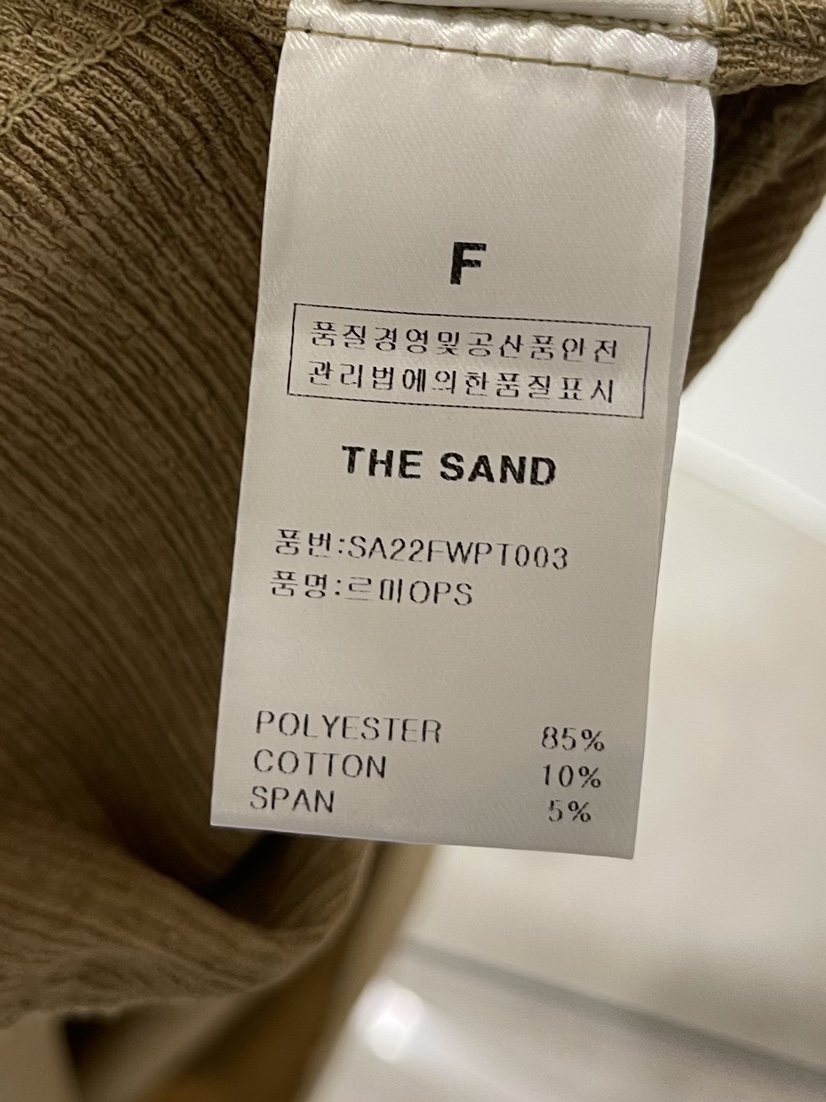 F
품질경영및공산품안전
관리법에의한품질표시
THE SAND
품번:SA22FWPT003
품명:르미OPS
POLYESTER 85%
COTTON 10%
SPAN 5%